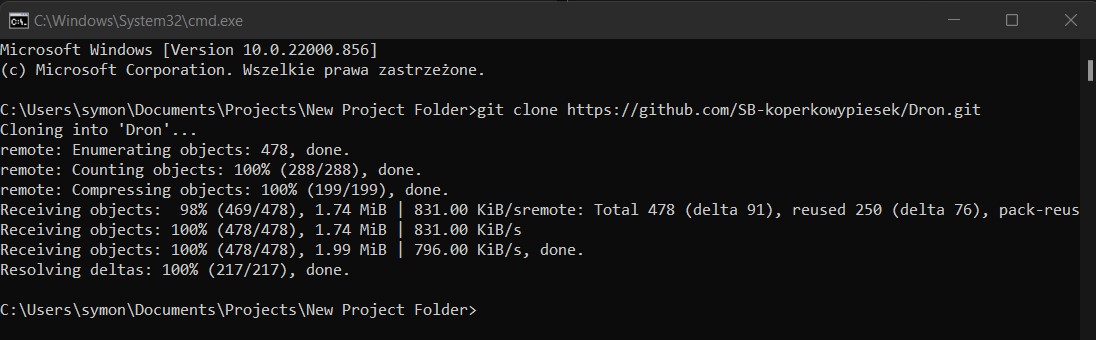 C:\Windows\System32\cmd.exe
Microsoft Windows [Version 10.0.22000.856]
(c) Microsoft Corporation. Wszelkie prawa zastrzeżone.
C:\Users\symon\Documents\Projects\New Project Folder>git clone https://github.com/SB-koperkowypiesek/Dron.git
Cloning into 'Dron'...
remote: Enumerating objects: 478, done.
remote: Counting objects: 100% (288/288), done.
remote: Compressing objects: 100% (199/199), done.
Receiving objects:  98% (469/478), 1.74 MiB | 831.00 KiB/sremote: Total 478 (delta 91), reused 250 (delta 76), pack-reus
Receiving objects: 100% (478/478), 1.74 MiB | 831.00 KiB/s
Receiving objects: 100% (478/478), 1.99 MiB | 796.00 KiB/s, done.
Resolving deltas: 100% (217/217), done.
C:\Users\symon\Documents\Projects\New Project Folder>